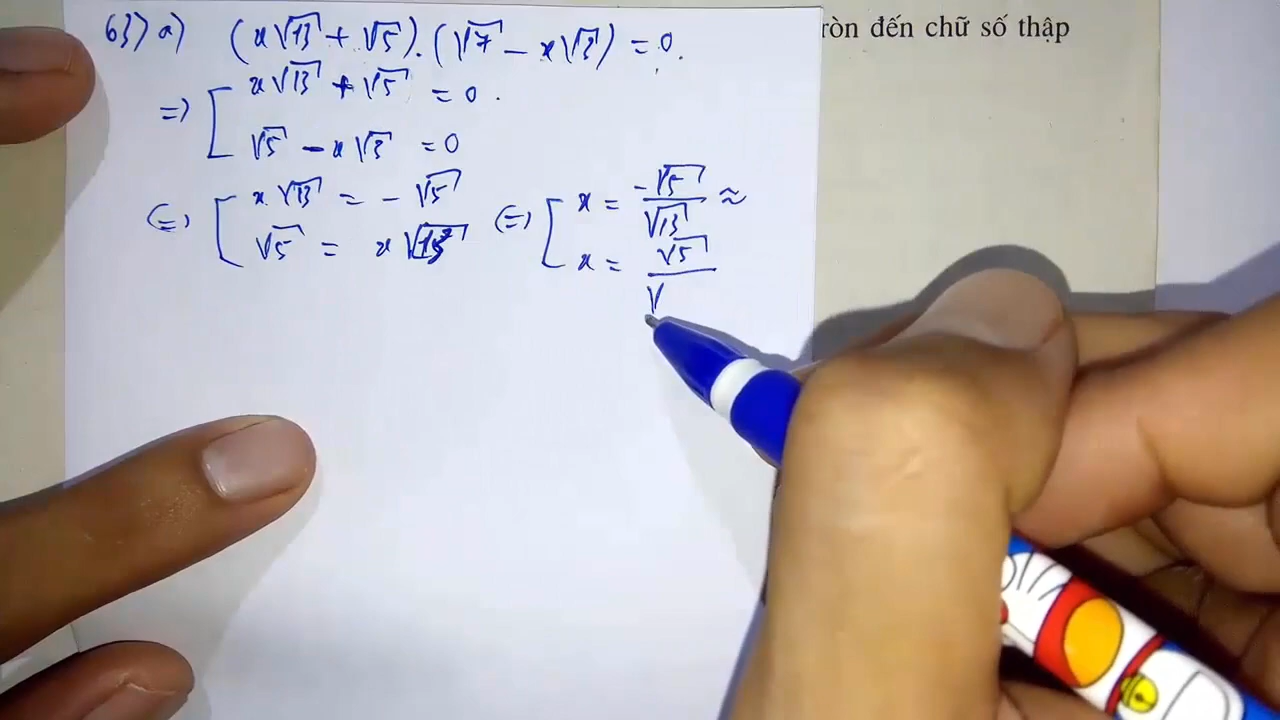 63) a) (x√13 + √5).(√7 - x√3) = 0.
ròn đến chữ số thập
=> [ x√13 + √5 = 0.
√5 - x√3 = 0
<=> [ x√13 = -√5 <=> [ x = -√5/√13 ≈
√5 = x x = √5/√